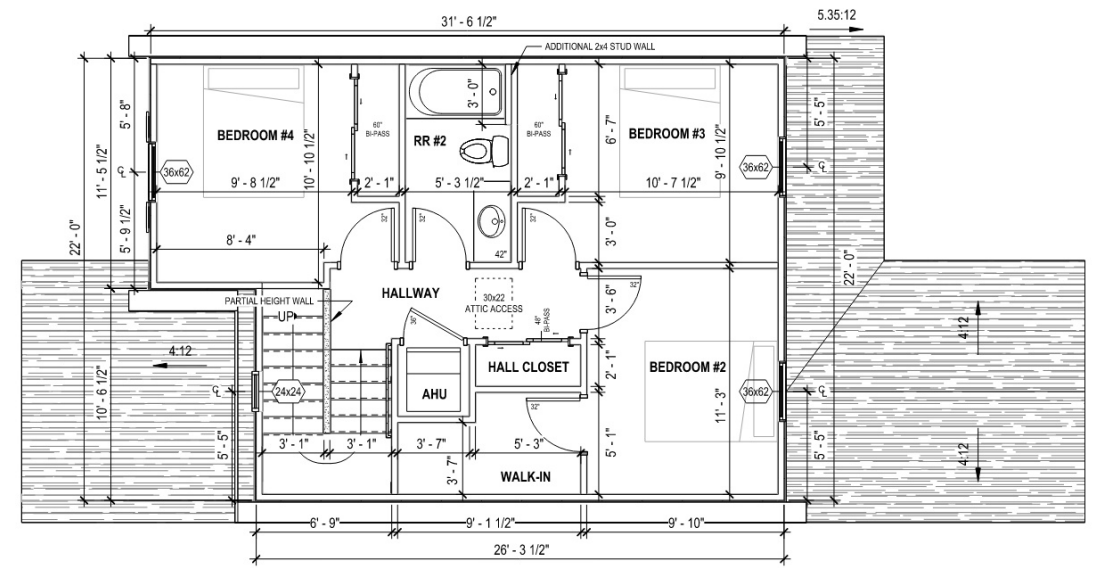 31' - 6 1/2"
5.35:12
ADDITIONAL 2x4 STUD WALL
5' - 8"
BEDROOM #4
10' - 10 1/2"
60"
BI-PASS
3' - 0"
RR #2
60"
BI-PASS
6' - 7"
BEDROOM #3
9' - 10 1/2"
5' - 5"
11' - 5 1/2"
36x62
9' - 8 1/2"
2' - 1"
5' - 3 1/2"
2' - 1"
10' - 7 1/2"
36x62
22' - 0"
5' - 9 1/2"
8' - 4"
32"
32"
42"
32"
3' - 0"
22' - 0"
PARTIAL HEIGHT WALL
UP
HALLWAY
30x22
ATTIC ACCESS
48"
BI-PASS
3' - 6"
32"
36"
4:12
4:12
10' - 6 1/2"
24x24
AHU
HALL CLOSET
2' - 1"
BEDROOM #2
11' - 3"
36x62
32"
5' - 5"
3' - 1"
3' - 1"
3' - 7"
5' - 3"
5' - 1"
5' - 5"
4:12
3' - 7"
WALK-IN
6' - 9"
9' - 1 1/2"
9' - 10"
26' - 3 1/2"